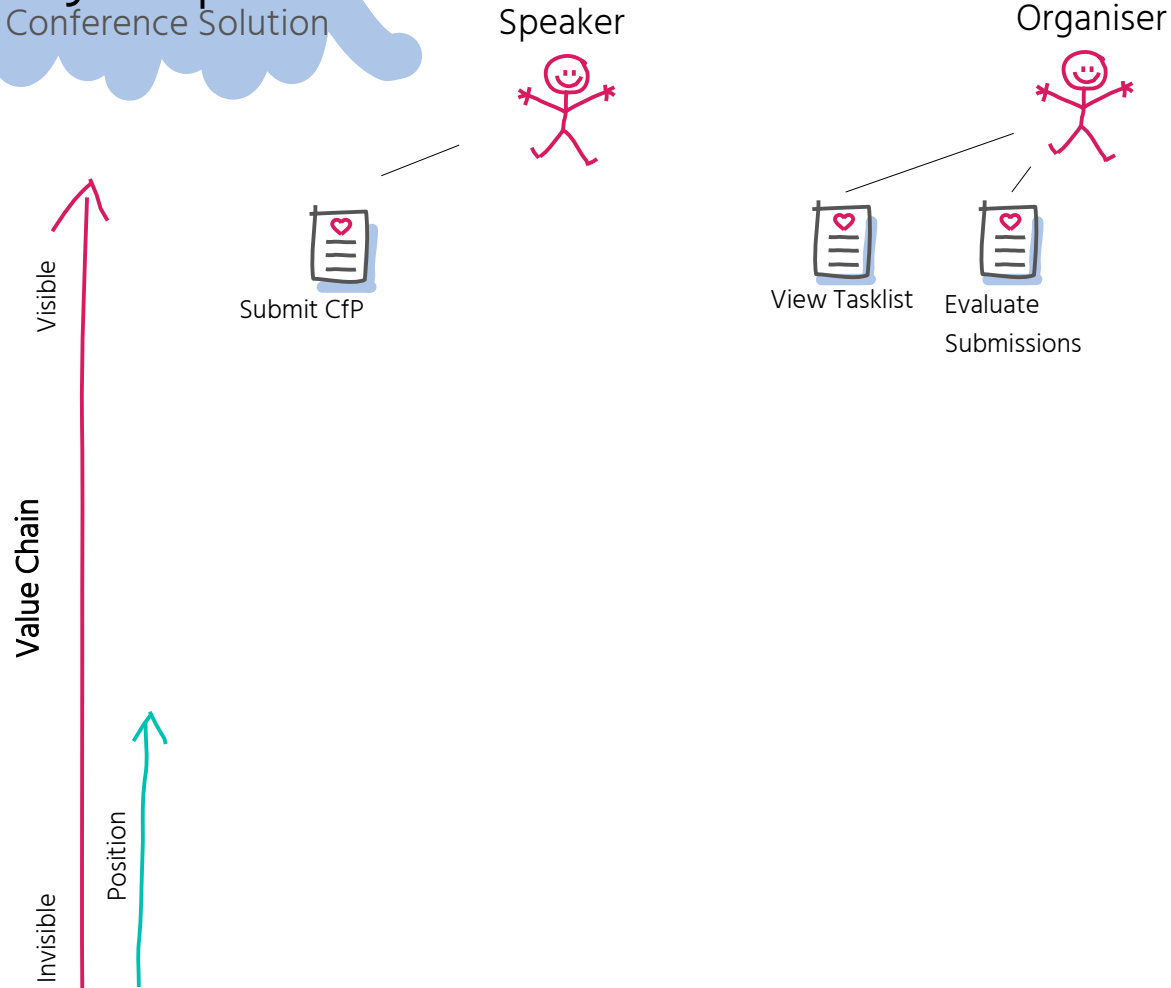 Conference Solution
Speaker
Organiser
Submit CfP
View Tasklist
Evaluate
Submissions
Visible
Value Chain
Position
Invisible